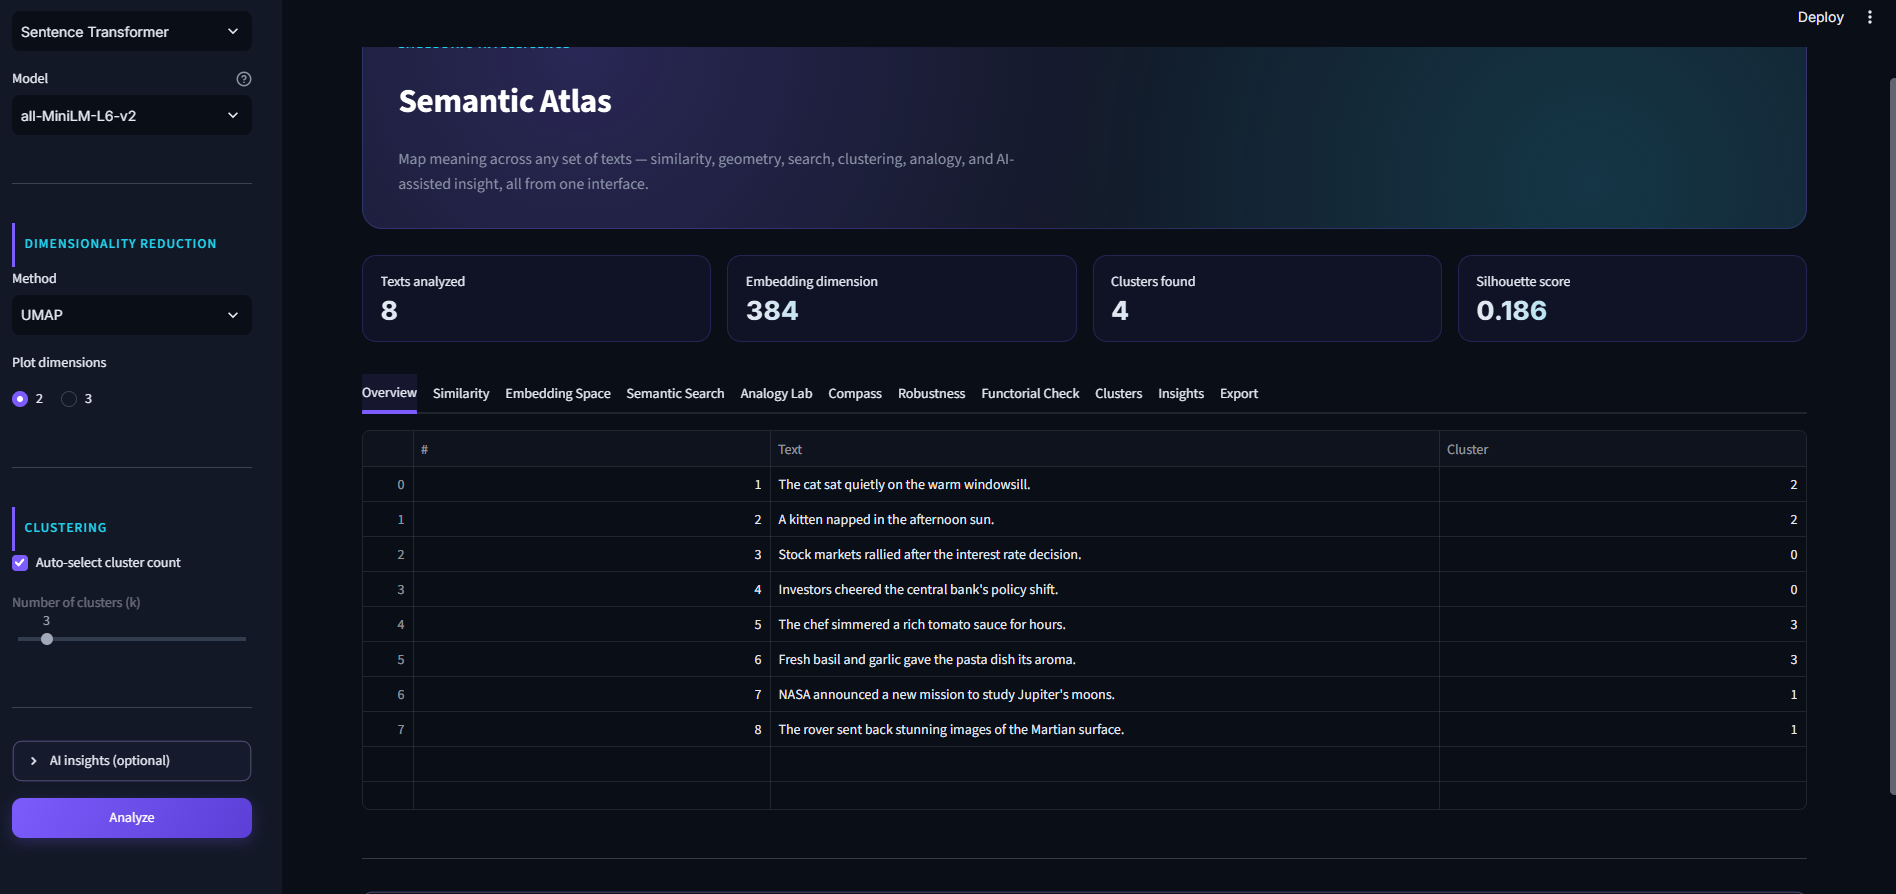 Sentence Transformer
Model
all-MiniLM-L6-v2
DIMENSIONALITY REDUCTION
Method
UMAP
Plot dimensions
2 3
CLUSTERING
Auto-select cluster count
Number of clusters (k)
3
AI insights (optional)
Analyze
Deploy
Semantic Atlas
Map meaning across any set of texts — similarity, geometry, search, clustering, analogy, and AI-
assisted insight, all from one interface.
Texts analyzed
8
Embedding dimension
384
Clusters found
4
Silhouette score
0.186
Overview Similarity Embedding Space Semantic Search Analogy Lab Compass Robustness Functorial Check Clusters Insights Export
# Text Cluster
0 1 The cat sat quietly on the warm windowsill. 2
1 2 A kitten napped in the afternoon sun. 2
2 3 Stock markets rallied after the interest rate decision. 0
3 4 Investors cheered the central bank's policy shift. 0
4 5 The chef simmered a rich tomato sauce for hours. 3
5 6 Fresh basil and garlic gave the pasta dish its aroma. 3
6 7 NASA announced a new mission to study Jupiter's moons. 1
7 8 The rover sent back stunning images of the Martian surface. 1